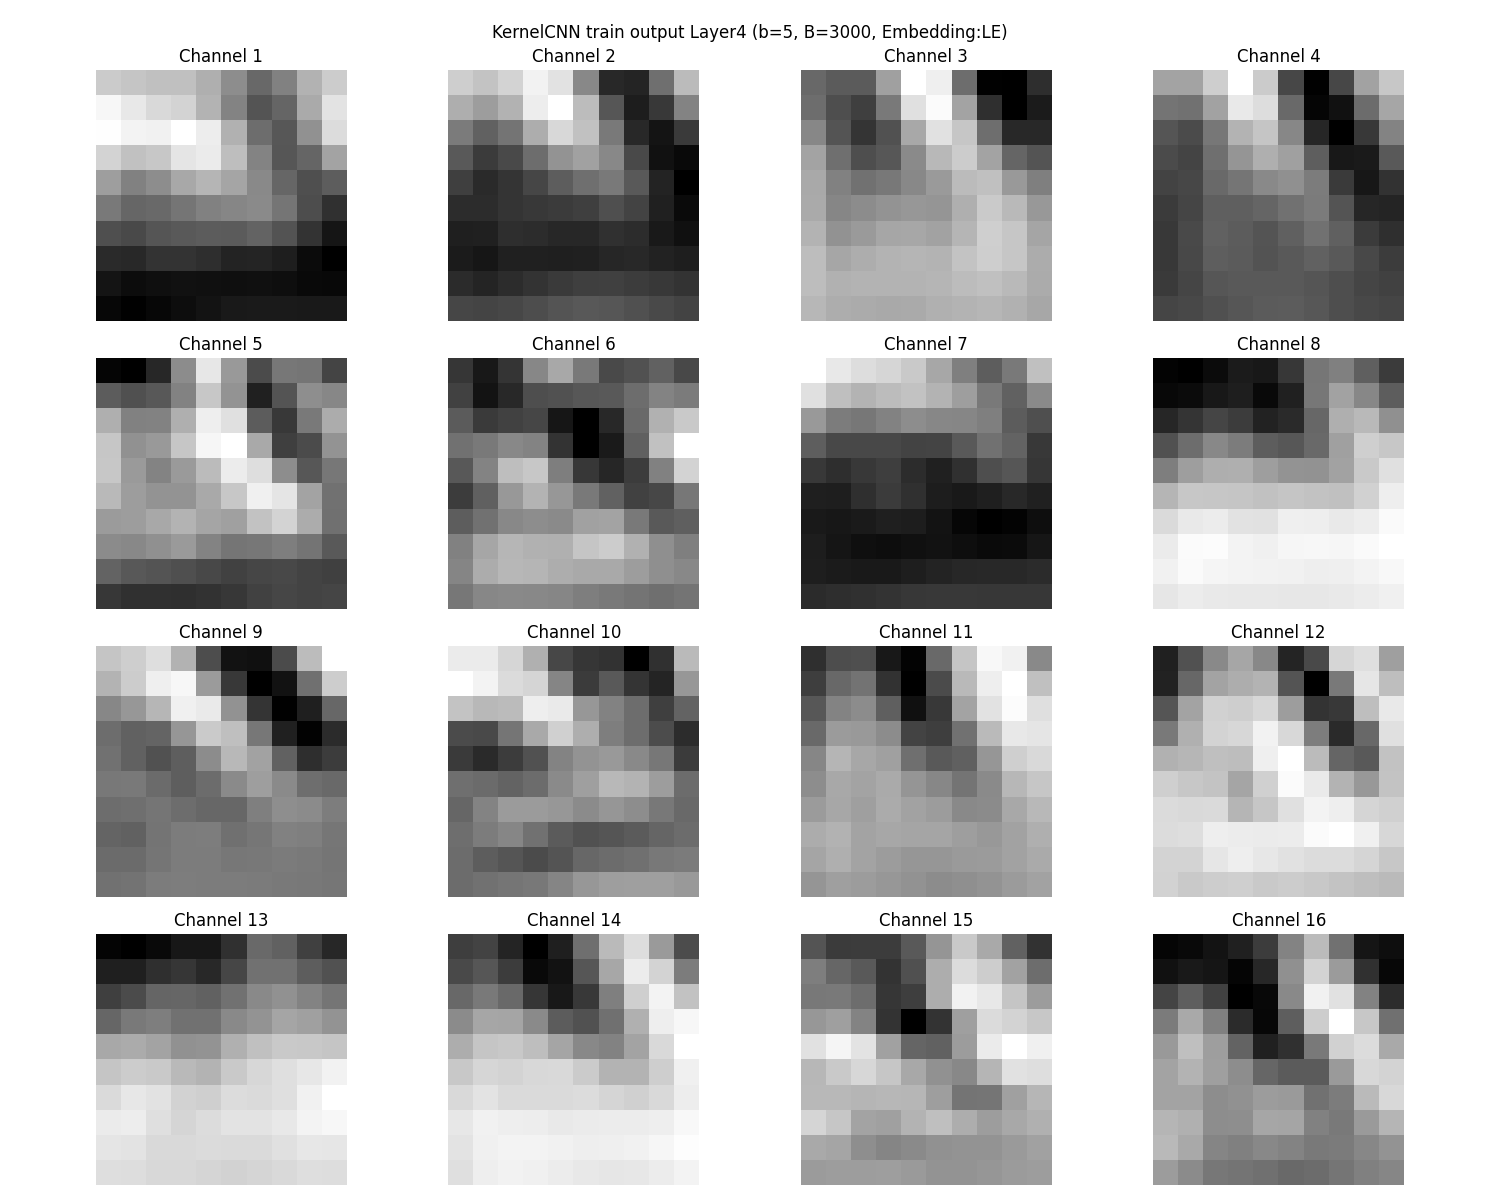 KernelCNN train output Layer4 (b=5, B=3000, Embedding:LE)
Channel 1
Channel 2
Channel 3
Channel 4
Channel 5
Channel 6
Channel 7
Channel 8
Channel 9
Channel 10
Channel 11
Channel 12
Channel 13
Channel 14
Channel 15
Channel 16